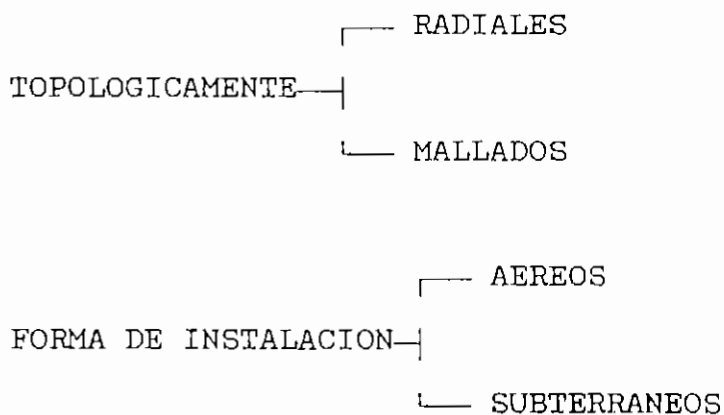 RADIALES
TOPOLOGICAMENTE
MALLADOS
AEREOS
FORMA DE INSTALACION
SUBTERRANEOS